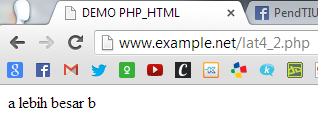 DEMO PHP_HTML
PendTIU
www.example.net/lat4_2.php
a lebih besar b